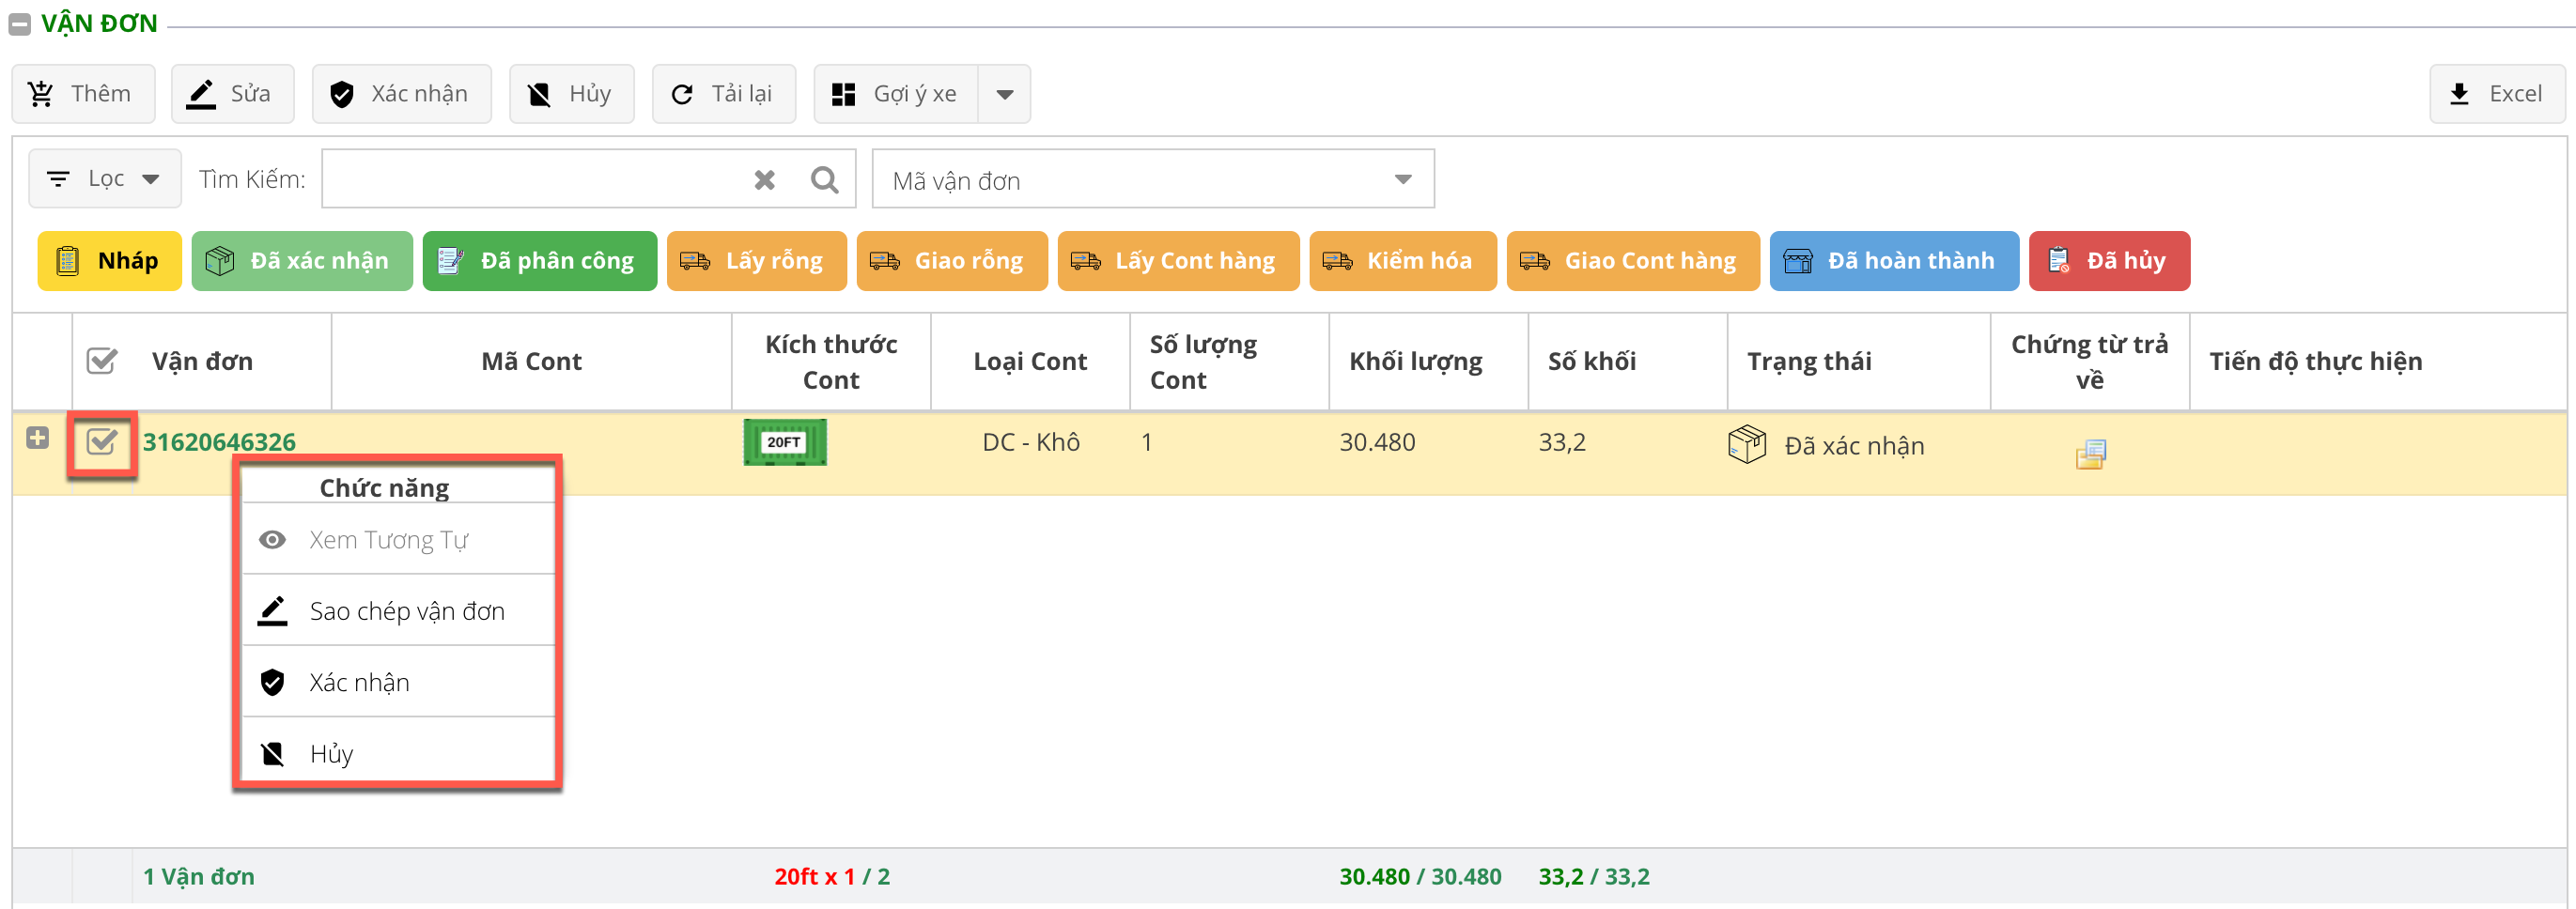 VẬN ĐƠN
Thêm Sửa Xác nhận Hủy Tải lại Gợi ý xe Excel
Lọc Tìm Kiếm: Mã vận đơn
Nháp Đã xác nhận Đã phân công Lấy rỗng Giao rỗng Lấy Cont hàng Kiểm hóa Giao Cont hàng Đã hoàn thành Đã hủy
Vận đơn Mã Cont Kích thước Cont Loại Cont Số lượng Cont Khối lượng Số khối Trạng thái Chứng từ trả về Tiến độ thực hiện
31620646326 20FT DC - Khô 1 30.480 33,2 Đã xác nhận
Chức năng
Xem Tương Tự
Sao chép vận đơn
Xác nhận
Hủy
1 Vận đơn 20ft x 1 / 2 30.480 / 30.480 33,2 / 33,2